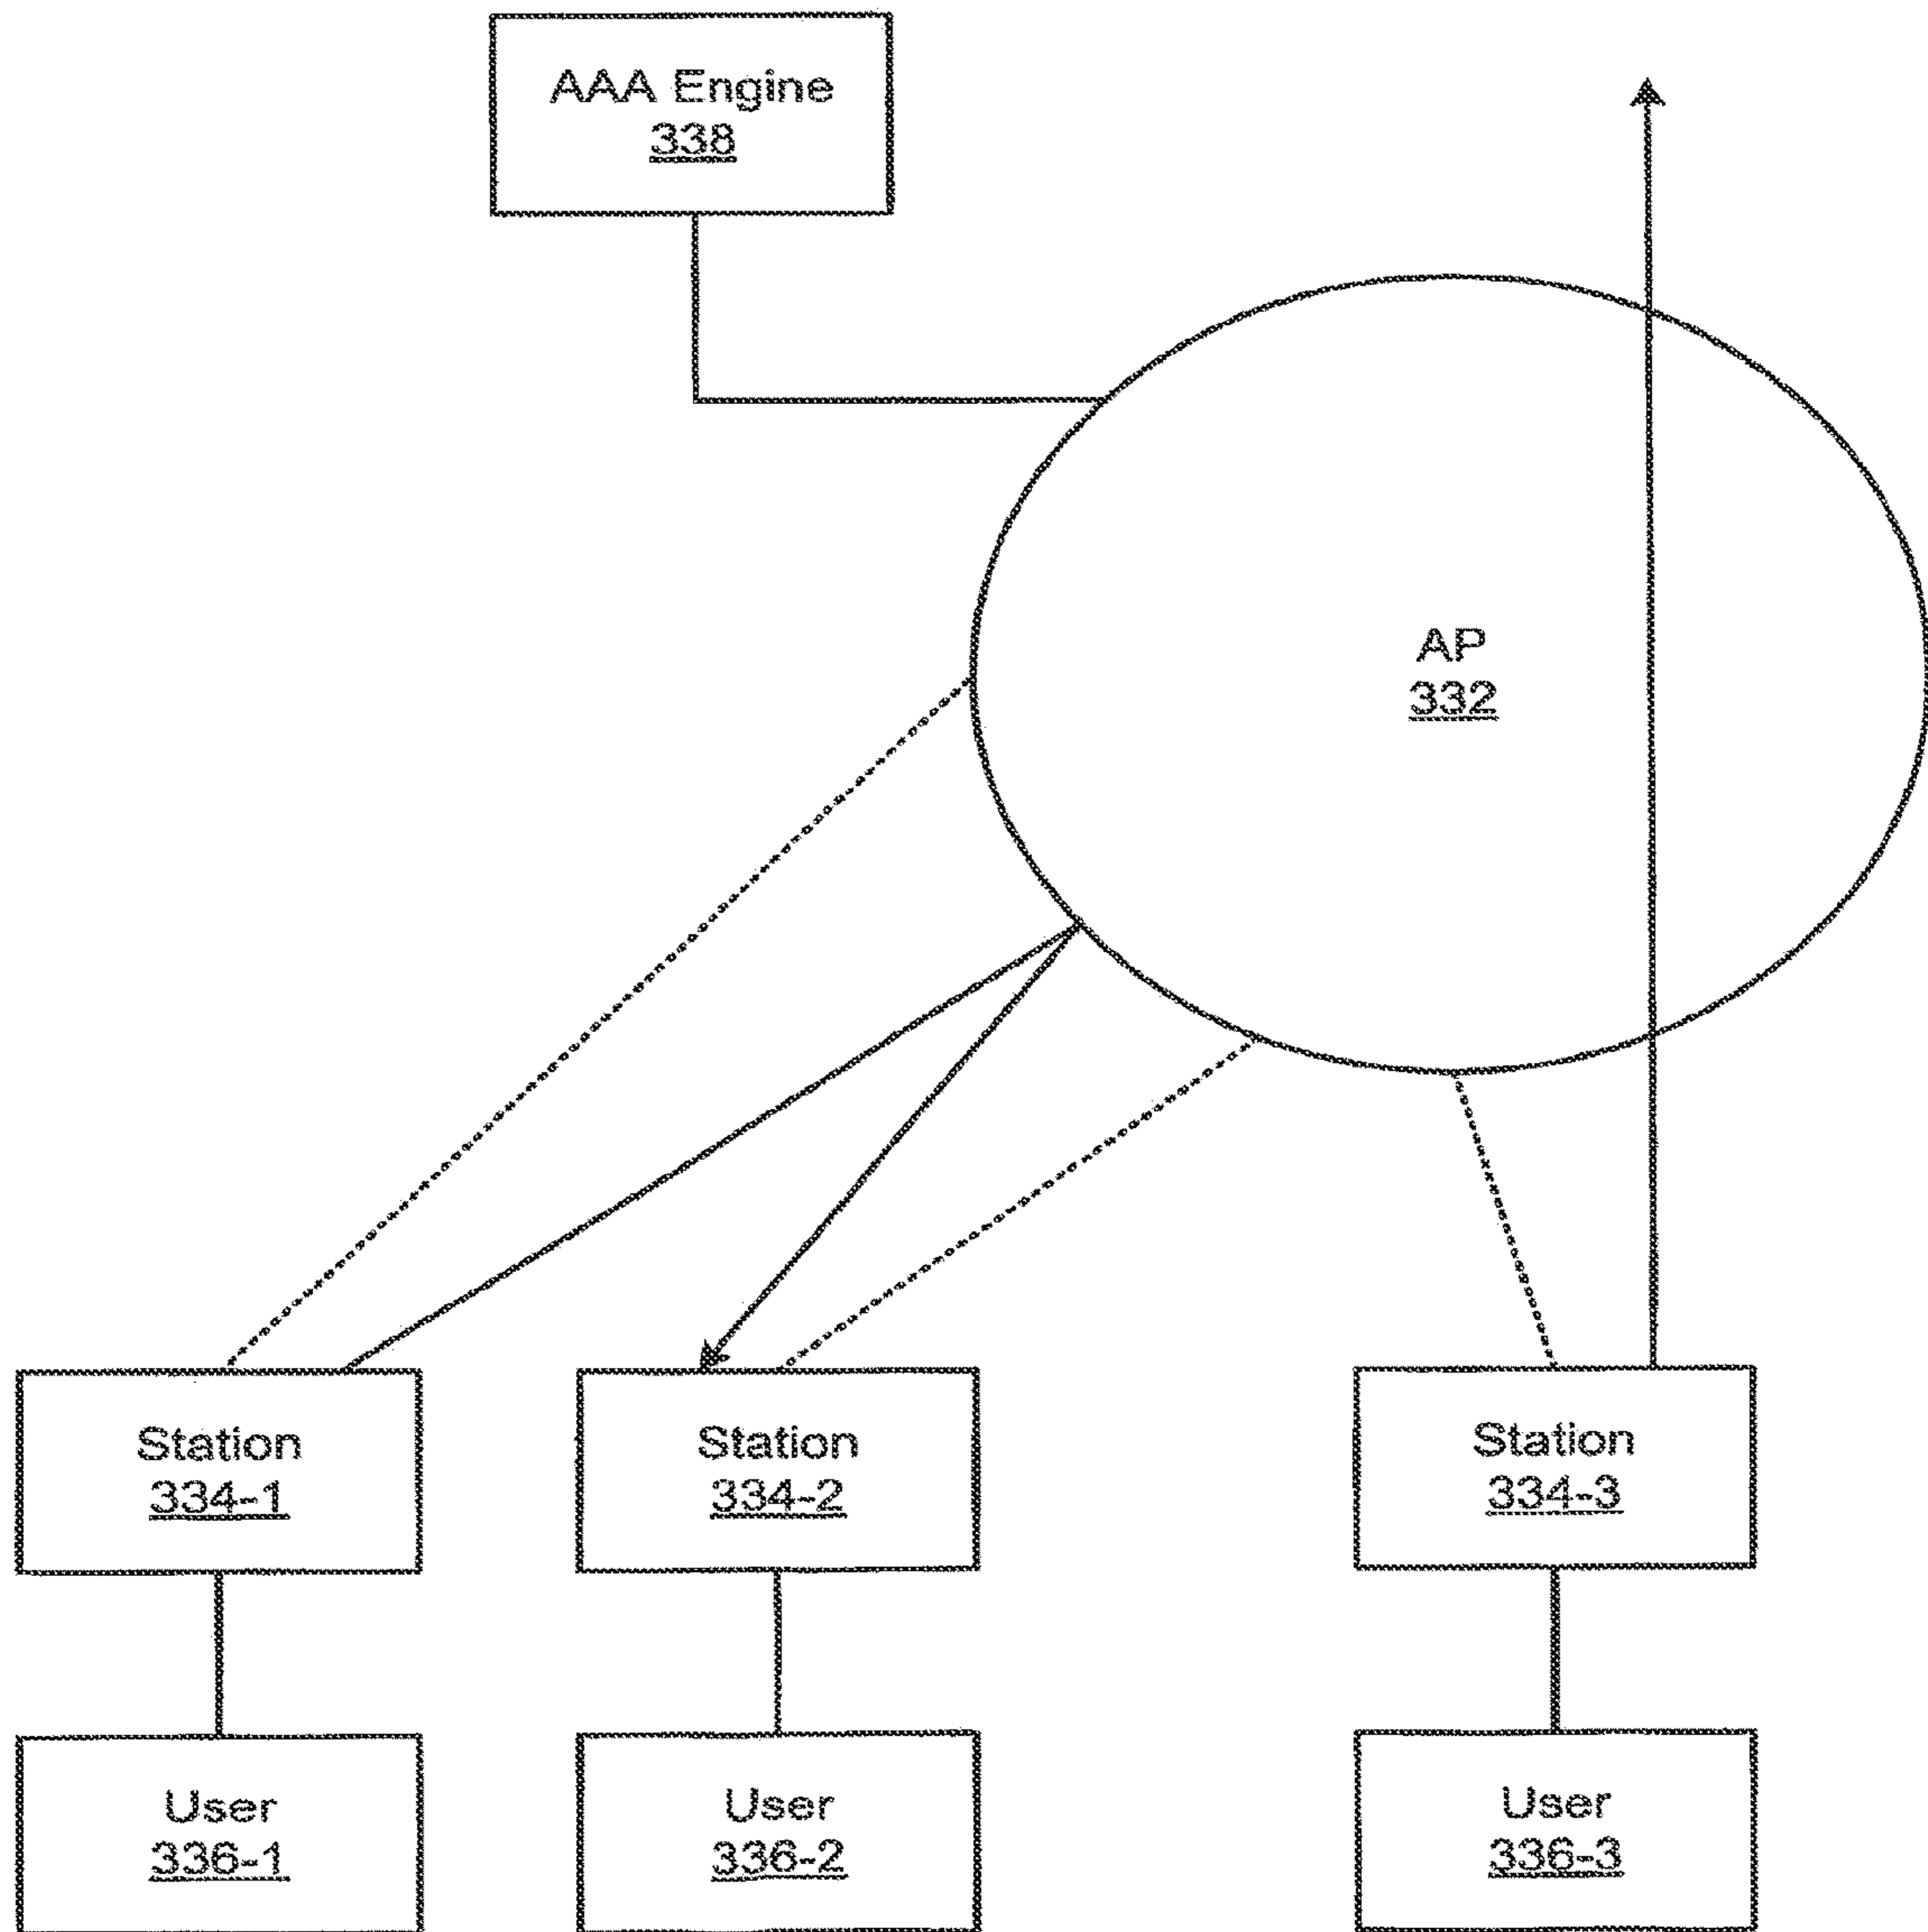 AAA Engine
338
AP
332
Station
334-1
Station
334-2
Station
334-3
User
336-1
User
336-2
User
336-3